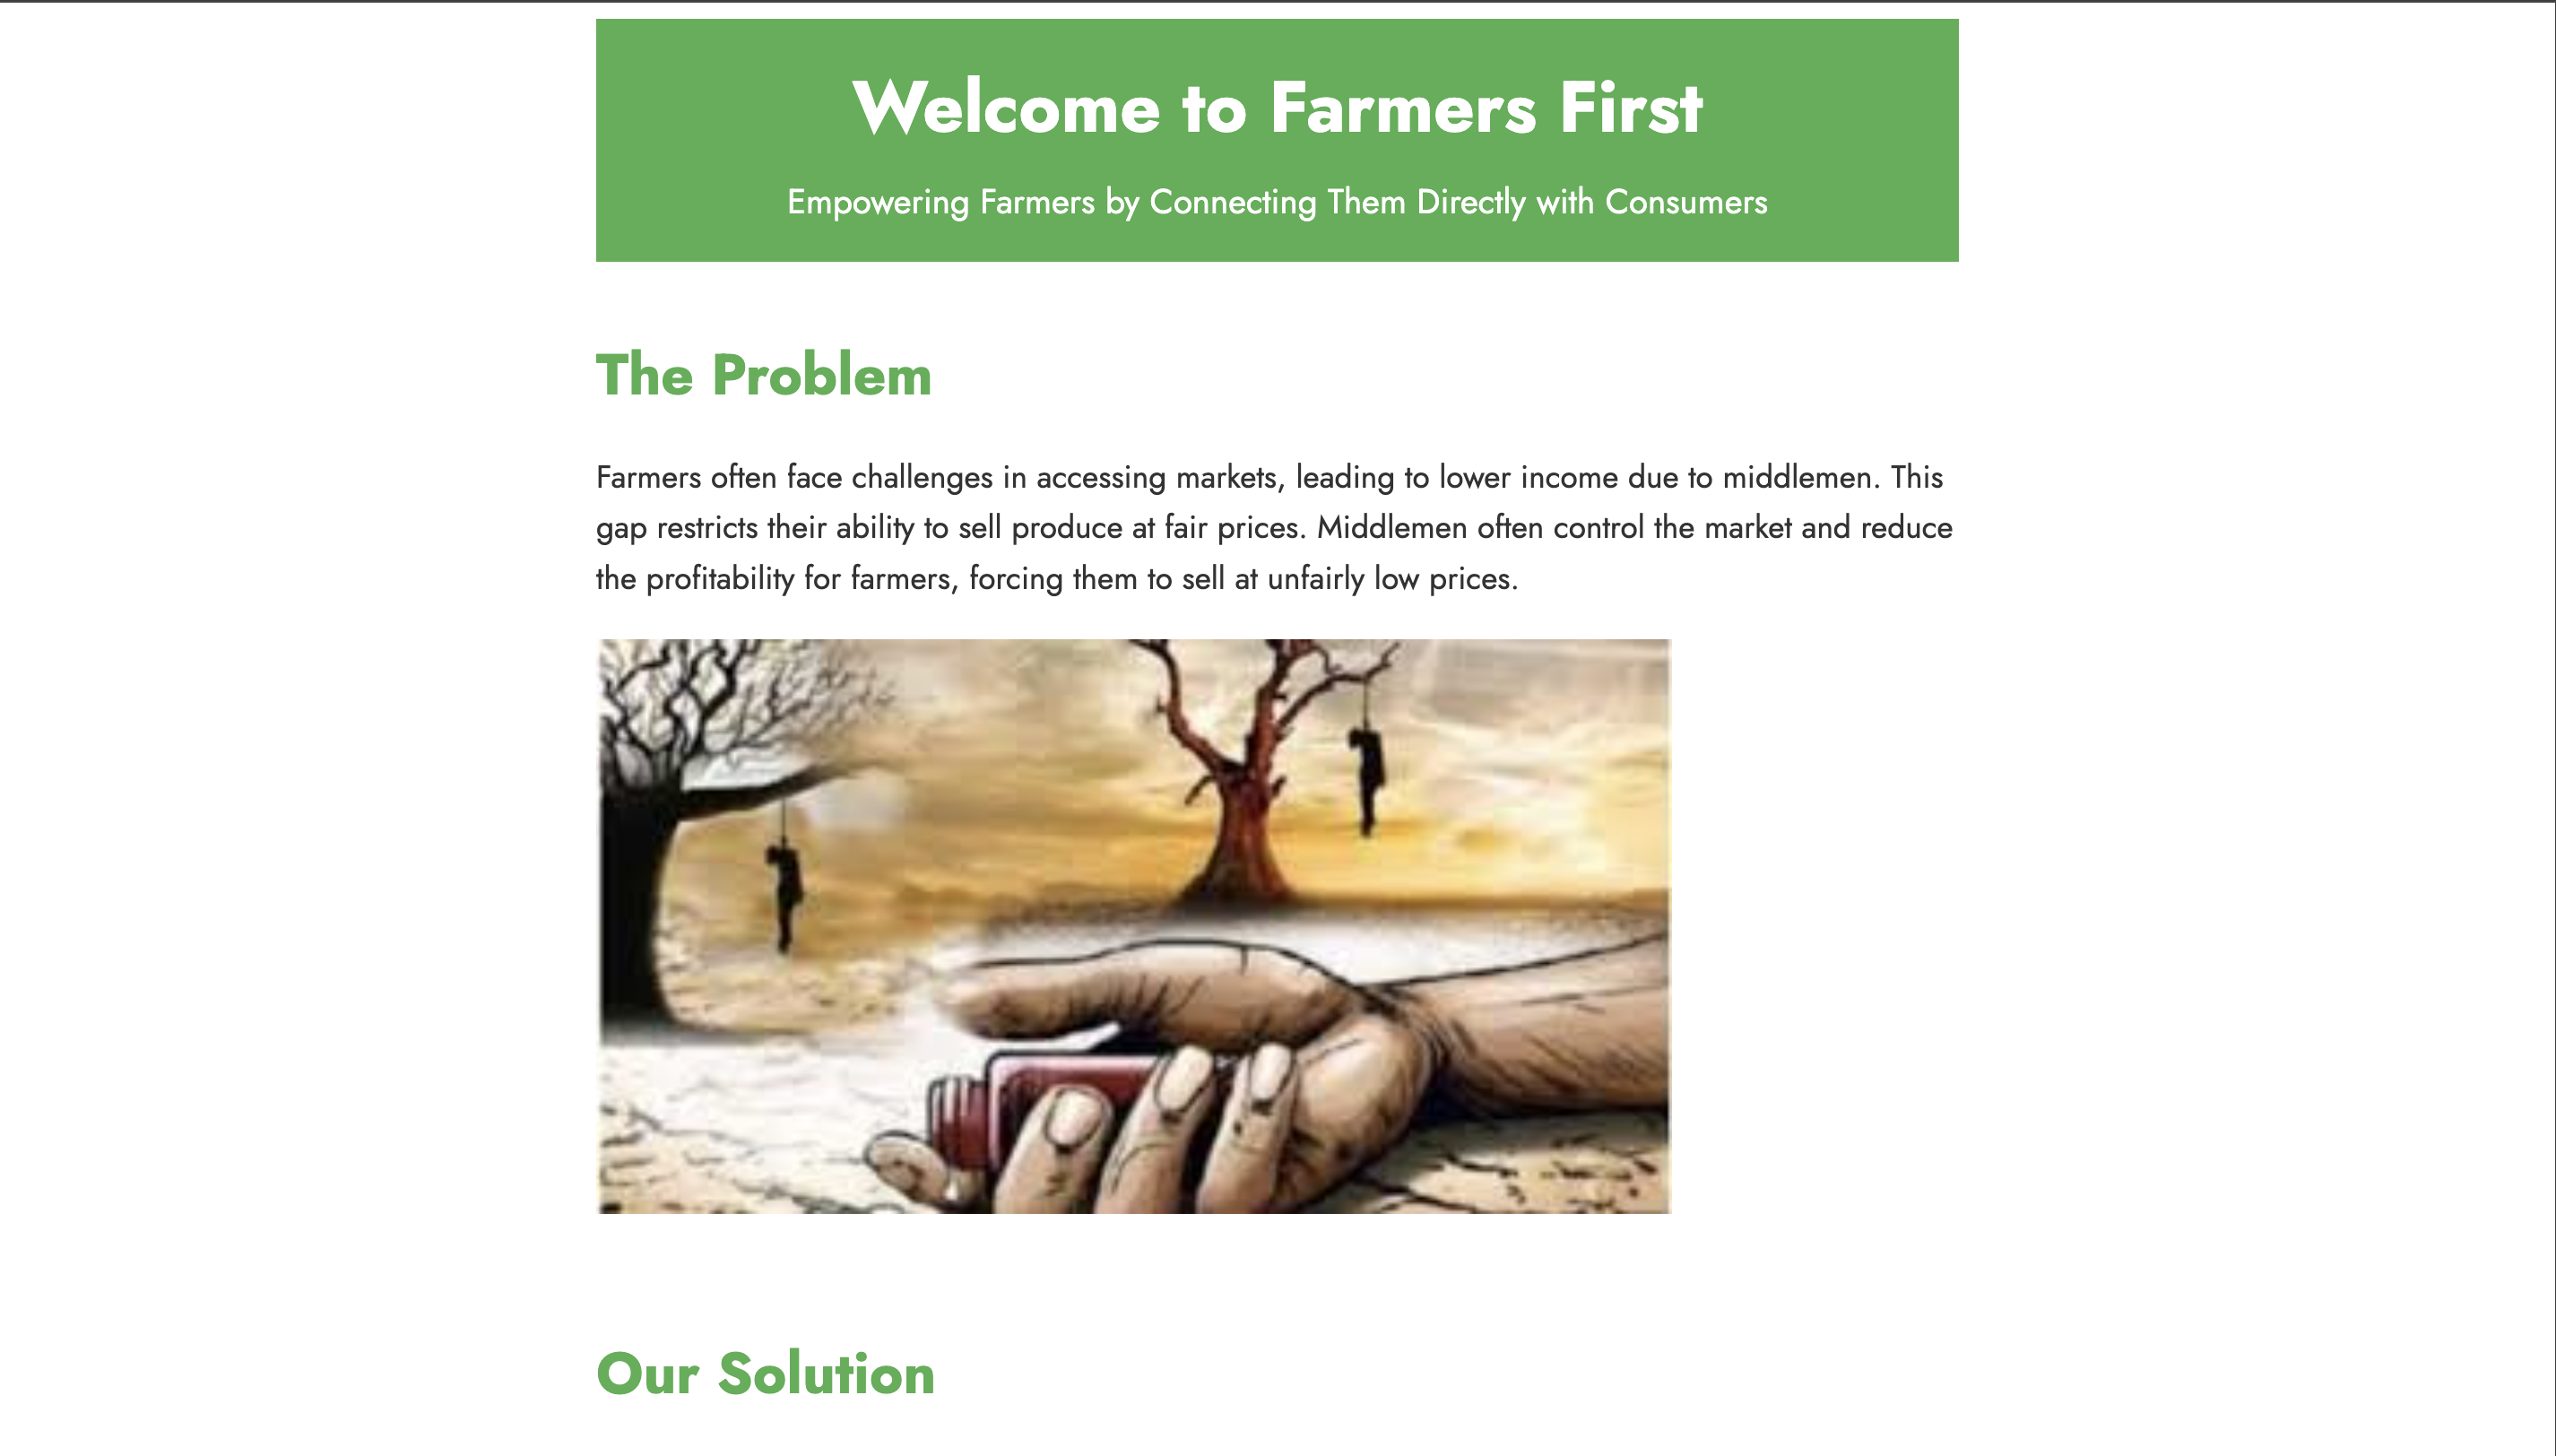 Welcome to Farmers First
Empowering Farmers by Connecting Them Directly with Consumers
The Problem
Farmers often face challenges in accessing markets, leading to lower income due to middlemen. This
gap restricts their ability to sell produce at fair prices. Middlemen often control the market and reduce
the profitability for farmers, forcing them to sell at unfairly low prices.
Our Solution